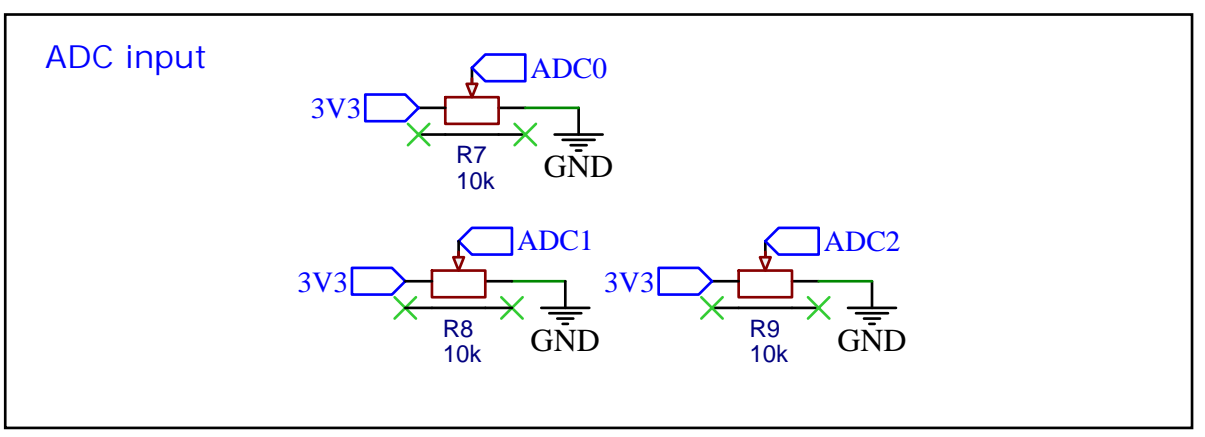 ADC input
ADC0
3V3
R7
10k
GND
ADC1
3V3
R8
10k
GND
ADC2
3V3
R9
10k
GND